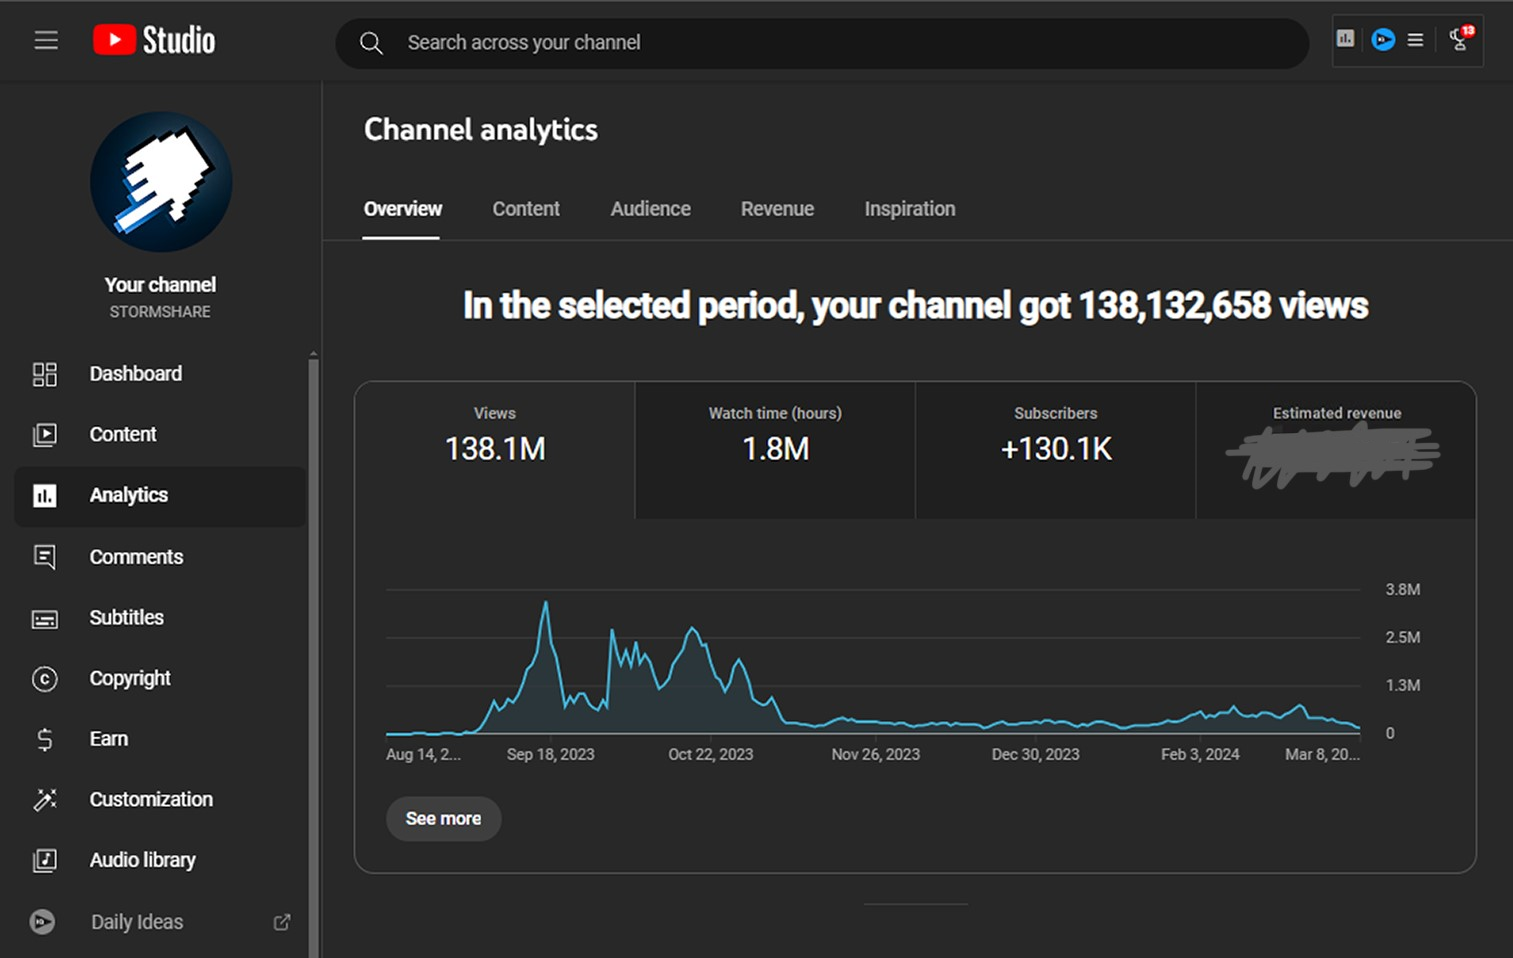 Studio
Search across your channel
13
Your channel
STORMSHARE
Dashboard
Content
Analytics
Comments
Subtitles
Copyright
Earn
Customization
Audio library
Daily Ideas
Channel analytics
Overview Content Audience Revenue Inspiration
In the selected period, your channel got 138,132,658 views
Views
138.1M
Watch time (hours)
1.8M
Subscribers
+130.1K
Estimated revenue
3.8M
2.5M
1.3M
0
Aug 14, 2... Sep 18, 2023 Oct 22, 2023 Nov 26, 2023 Dec 30, 2023 Feb 3, 2024 Mar 8, 20...
See more